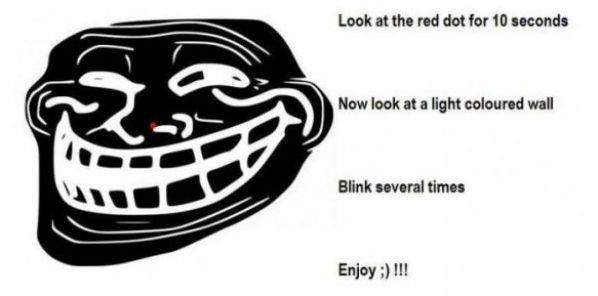 Look at the red dot for 10 seconds
Now look at a light coloured wall
Blink several times
Enjoy ;) !!!